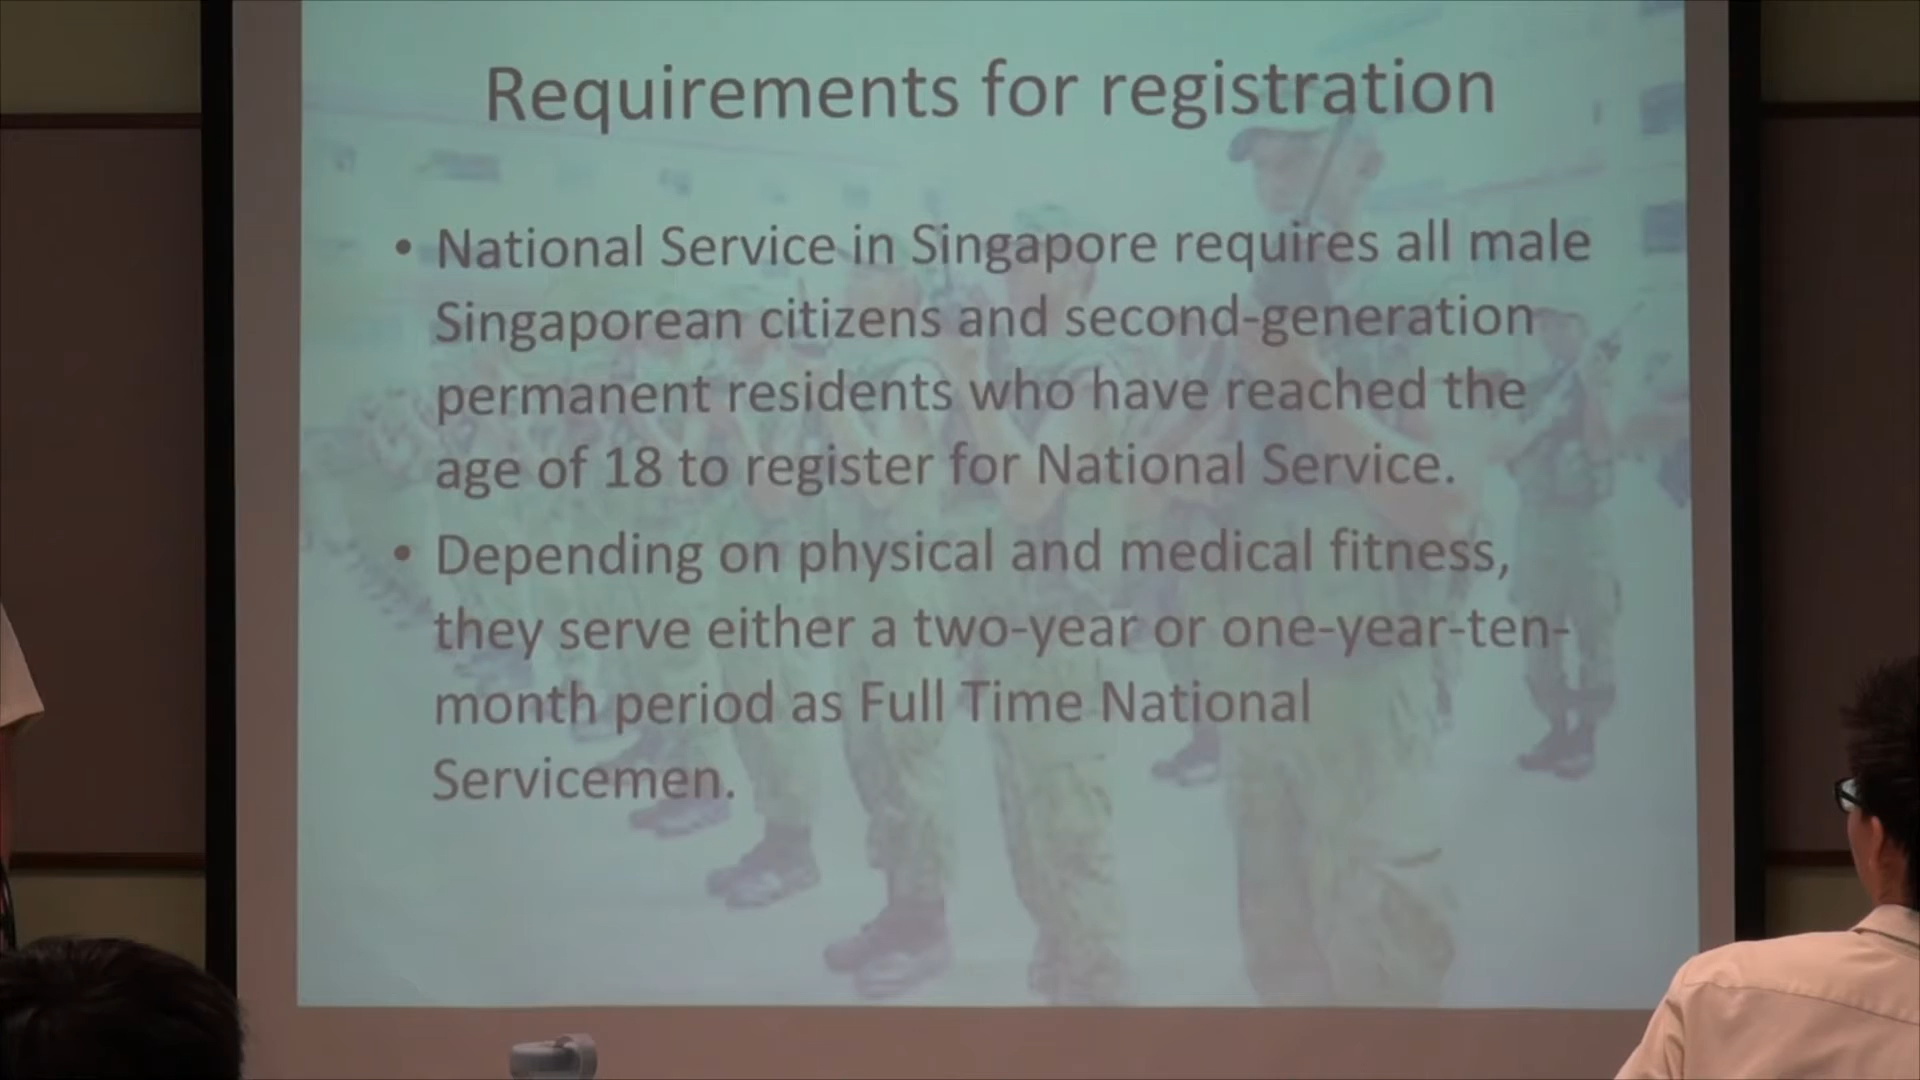 Requirements for registration
• National Service in Singapore requires all male
Singaporean citizens and second-generation
permanent residents who have reached the
age of 18 to register for National Service.
• Depending on physical and medical fitness,
they serve either a two-year or one-year-ten-
month period as Full Time National
Servicemen.